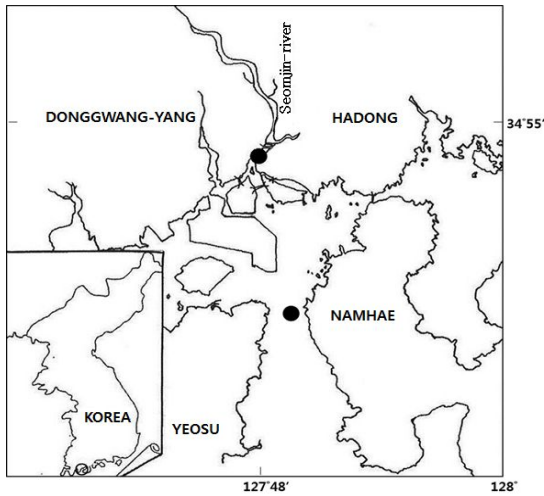 Seomjin-river
DONGGWANG-YANG
HADONG
34°55'
NAMHAE
KOREA
YEOSU
127°48'
128°